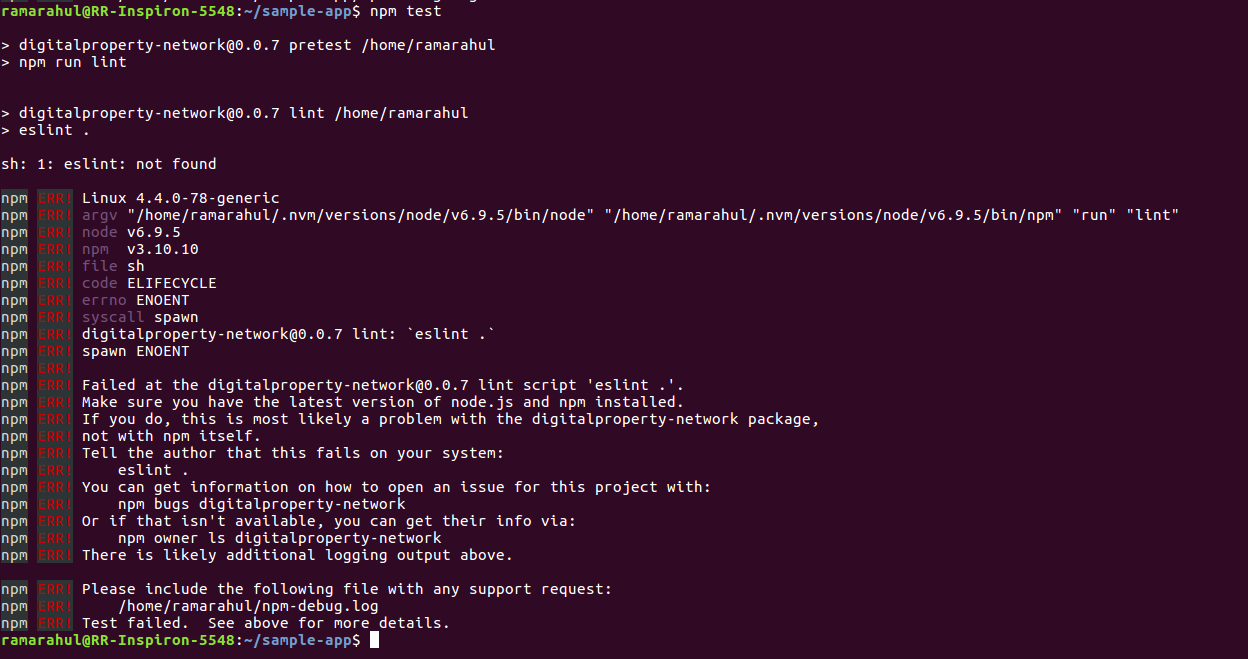 ramarahul@RR-Inspiron-5548:~/sample-app$ npm test
> digitalproperty-network@0.0.7 pretest /home/ramarahul
> npm run lint
> digitalproperty-network@0.0.7 lint /home/ramarahul
> eslint .
sh: 1: eslint: not found
npm ERR! Linux 4.4.0-78-generic
npm ERR! argv "/home/ramarahul/.nvm/versions/node/v6.9.5/bin/node" "/home/ramarahul/.nvm/versions/node/v6.9.5/bin/npm" "run" "lint"
npm ERR! node v6.9.5
npm ERR! npm  v3.10.10
npm ERR! file sh
npm ERR! code ELIFECYCLE
npm ERR! errno ENOENT
npm ERR! syscall spawn
npm ERR! digitalproperty-network@0.0.7 lint: `eslint .`
npm ERR! spawn ENOENT
npm ERR!
npm ERR! Failed at the digitalproperty-network@0.0.7 lint script 'eslint .'.
npm ERR! Make sure you have the latest version of node.js and npm installed.
npm ERR! If you do, this is most likely a problem with the digitalproperty-network package,
npm ERR! not with npm itself.
npm ERR! Tell the author that this fails on your system:
npm ERR!     eslint .
npm ERR! You can get information on how to open an issue for this project with:
npm ERR!     npm bugs digitalproperty-network
npm ERR! Or if that isn't available, you can get their info via:
npm ERR!     npm owner ls digitalproperty-network
npm ERR! There is likely additional logging output above.
npm ERR! Please include the following file with any support request:
npm ERR!     /home/ramarahul/npm-debug.log
npm ERR! Test failed.  See above for more details.
ramarahul@RR-Inspiron-5548:~/sample-app$